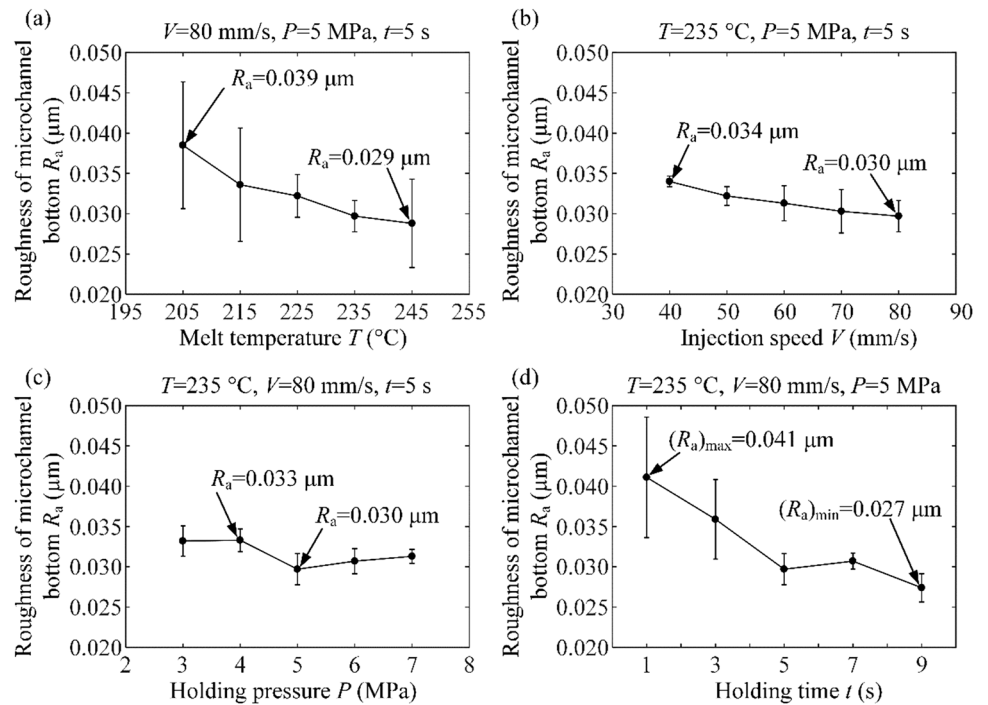 (a)
V=80 mm/s, P=5 MPa, t=5 s
Roughness of microchannel
bottom Ra (μm)
0.050
0.045
0.040
0.035
0.030
0.025
0.020
Ra=0.039 μm
Ra=0.029 μm
195 205 215 225 235 245 255
Melt temperature T (°C)
(b)
T=235 °C, P=5 MPa, t=5 s
Roughness of microchannel
bottom Ra (μm)
0.050
0.045
0.040
0.035
0.030
0.025
0.020
Ra=0.034 μm
Ra=0.030 μm
30 40 50 60 70 80 90
Injection speed V (mm/s)
(c)
T=235 °C, V=80 mm/s, t=5 s
Roughness of microchannel
bottom Ra (μm)
0.050
0.045
0.040
0.035
0.030
0.025
0.020
Ra=0.033 μm
Ra=0.030 μm
2 3 4 5 6 7 8
Holding pressure P (MPa)
(d)
T=235 °C, V=80 mm/s, P=5 MPa
Roughness of microchannel
bottom Ra (μm)
0.050
0.045
0.040
0.035
0.030
0.025
0.020
(Ra)max=0.041 μm
(Ra)min=0.027 μm
1 3 5 7 9
Holding time t (s)